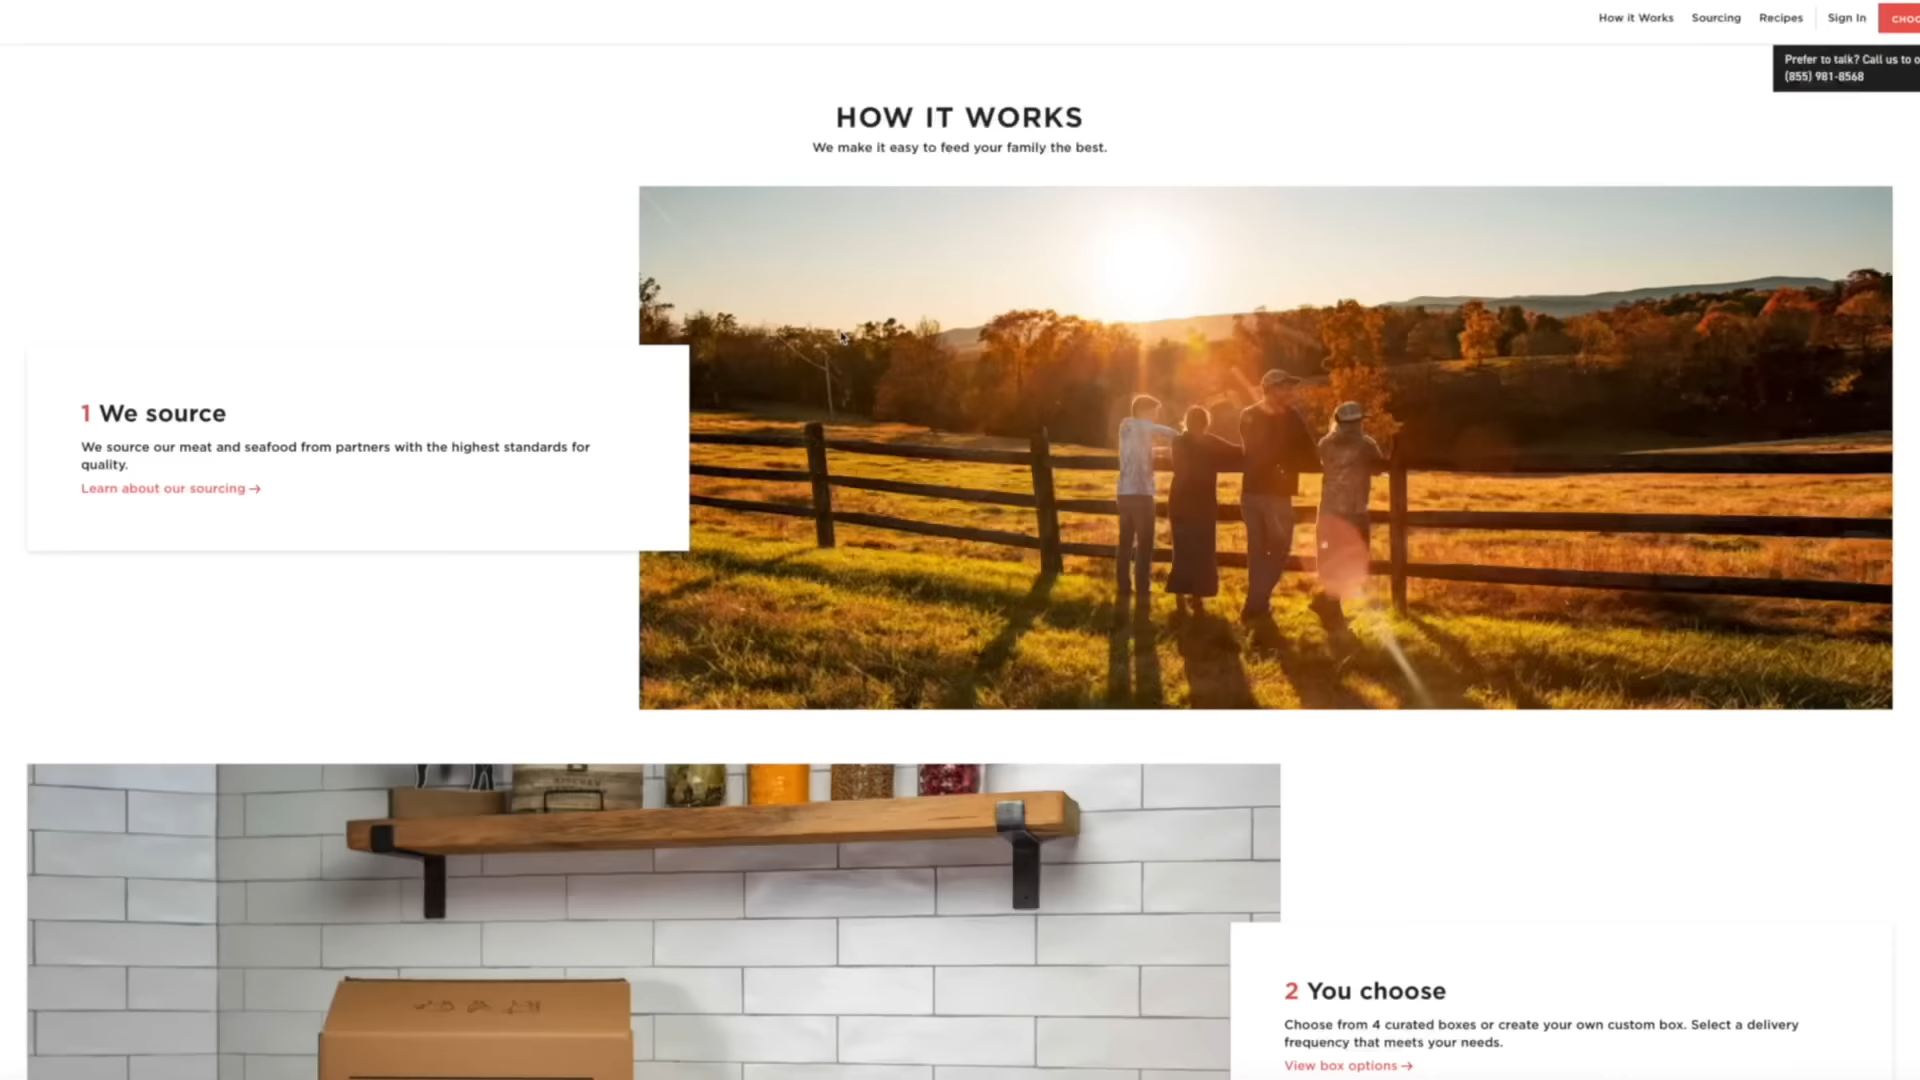 How it Works Sourcing Recipes Sign In
Prefer to talk? Call us to
(855) 981-8568
HOW IT WORKS
We make it easy to feed your family the best.
1 We source
We source our meat and seafood from partners with the highest standards for
quality.
Learn about our sourcing →
KITCHEN
2 You choose
Choose from 4 curated boxes or create your own custom box. Select a delivery
frequency that meets your needs.
View box options →